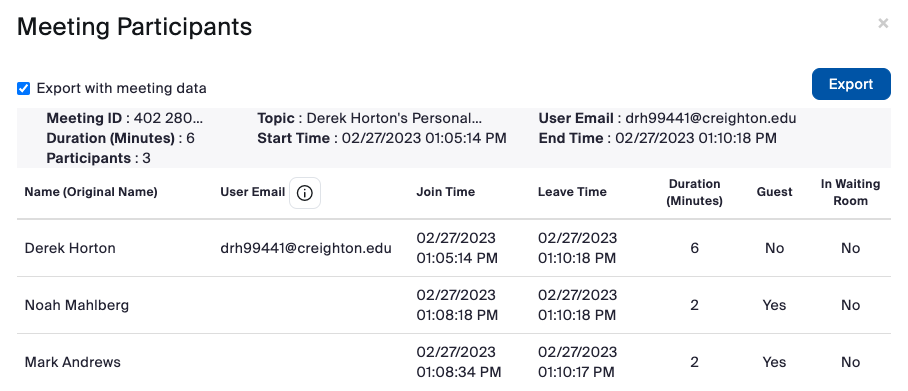 Meeting Participants ×
Export with meeting data Export
Meeting ID : 402 280... Topic : Derek Horton's Personal... User Email : drh99441@creighton.edu
Duration (Minutes) : 6 Start Time : 02/27/2023 01:05:14 PM End Time : 02/27/2023 01:10:18 PM
Participants : 3
Name (Original Name) User Email Join Time Leave Time Duration (Minutes) Guest In Waiting Room
Derek Horton drh99441@creighton.edu 02/27/2023 01:05:14 PM 02/27/2023 01:10:18 PM 6 No No
Noah Mahlberg 02/27/2023 01:08:18 PM 02/27/2023 01:10:18 PM 2 Yes No
Mark Andrews 02/27/2023 01:08:34 PM 02/27/2023 01:10:17 PM 2 Yes No